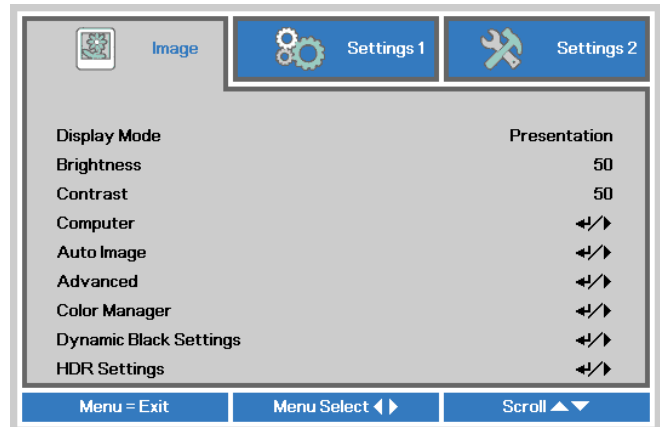 Image Settings 1 Settings 2
Display Mode Presentation
Brightness 50
Contrast 50
Computer
Auto Image
Advanced
Color Manager
Dynamic Black Settings
HDR Settings
Menu = Exit Menu Select Scroll